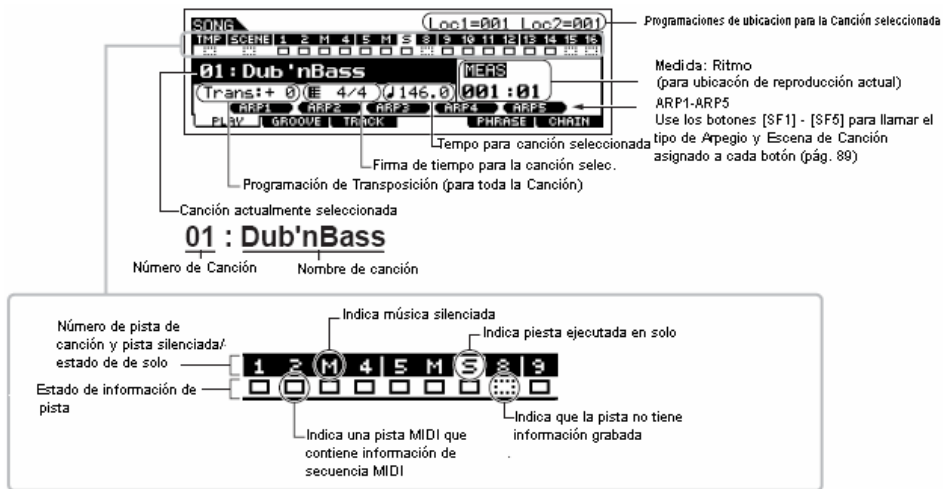 SONG
Loc1=001 Loc2=001
Programaciones de ubicacion para la Canción seleccionada
TMP SCENE 1 2 M 4 5 M S 8 9 10 11 12 13 14 15 16
01:Dub'nBass
MEAS
Trans:+ 0 4/4 ♩146.0 001:01
Medida: Ritmo
(para ubicacón de reproducción actual)
ARP1 ARP2 ARP3 ARP4 ARP5
PLAY GROOVE TRACK PHRASE CHAIN
ARP1-ARP5
Use los botones [SF1] - [SF5] para llamar el
tipo de Arpegio y Escena de Canción
asignado a cada botón (pág. 89)
Tempo para canción seleccionada
Firma de tiempo para la canción selec.
Programación de Transposición (para toda la Canción)
Canción actualmente seleccionada
01 : Dub'nBass
Número de Canción
Nombre de canción
Número de pista de
canción y pista silenciada/
estado de de solo
Indica música silenciada
Indica piesta ejecutada en solo
1 2 M 4 5 M S 8 9
Estado de información de
pista
Indica una pista MIDI que
contiene información de
secuencia MIDI
Indica que la pista no tiene
información grabada
.